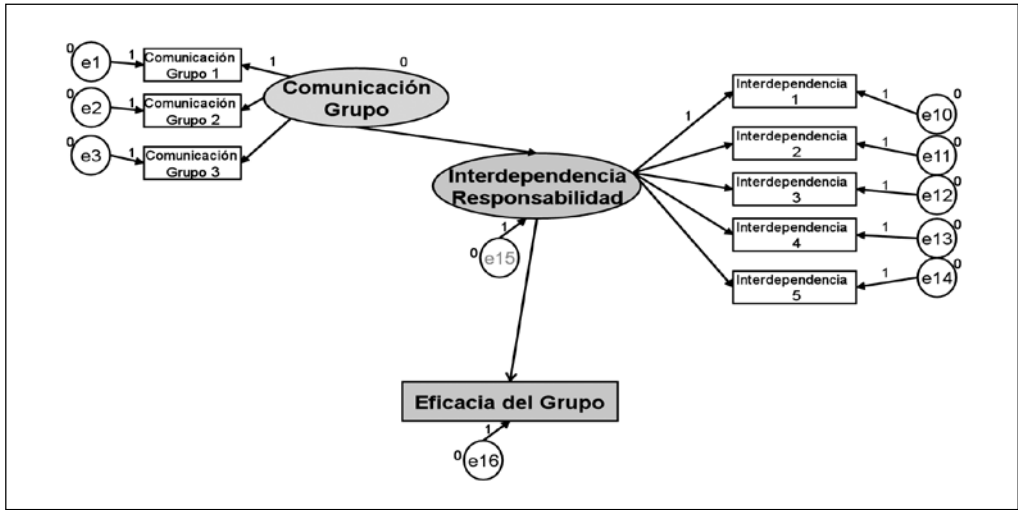 0
e1
1
Comunicación
Grupo 1
1
0
Comunicación
Grupo
0
e2
1
Comunicación
Grupo 2
0
e3
1
Comunicación
Grupo 3
Interdependencia
Responsabilidad
1
0
e15
1
Interdependencia
1
1
e10
0
Interdependencia
2
1
e11
0
Interdependencia
3
1
e12
0
Interdependencia
4
1
e13
0
Interdependencia
5
1
e14
0
Eficacia del Grupo
1
0
e16